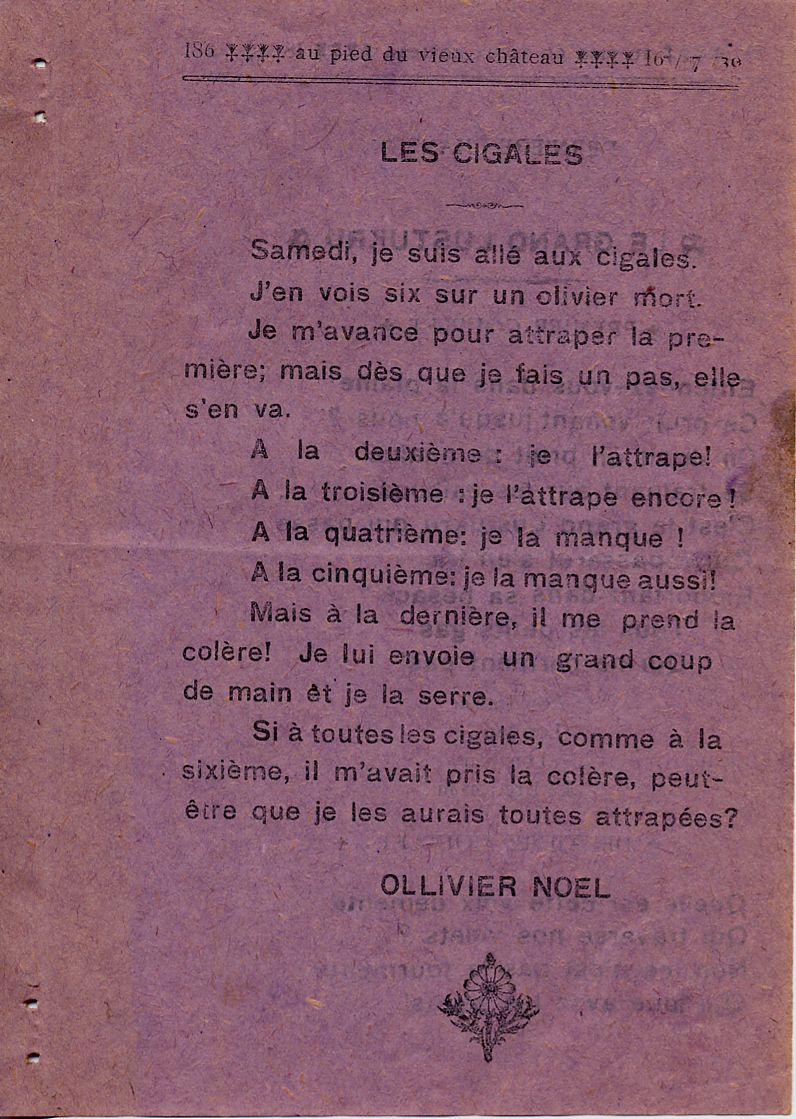 186 au pied du vieux château 10/7 30
LES CIGALES
Samedi, je suis allé aux cigales.
J'en vois six sur un olivier mort.
Je m'avance pour attraper la pre-
mière; mais dès que je fais un pas, elle
s'en va.
A la deuxième : je l'attrape!
A la troisième : je l'attrape encore!
A la quatrième: je la manque !
A la cinquième: je la manque aussi!
Mais à la dernière, il me prend la
colère! Je lui envoie un grand coup
de main êt je la serre.
Si à toutes les cigales, comme à la
sixième, il m'avait pris la colère, peut-
être que je les aurais toutes attrapées?
OLLIVIER NOEL